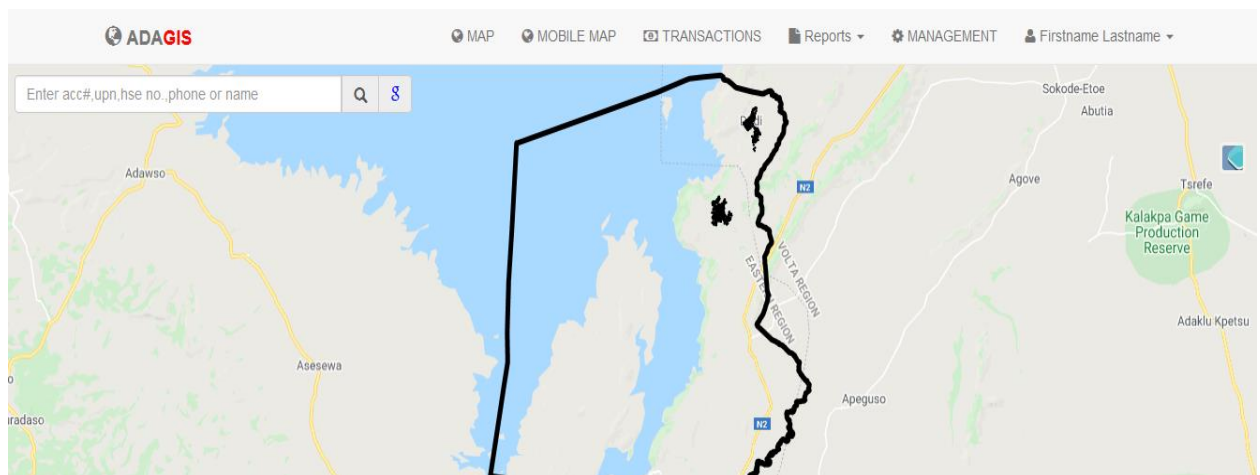 ADAGIS
MAP
MOBILE MAP
TRANSACTIONS
Reports
MANAGEMENT
Firstname Lastname
Enter acc#,upn,hse no.,phone or name
g
Sokode-Etoe
Abutia
Adawso
N2
Agove
Tsrefe
Kalakpa Game
Production
Reserve
VOLTA REGION
EASTERN REGION
Adaklu Kpetsu
Asesewa
Apeguso
N2